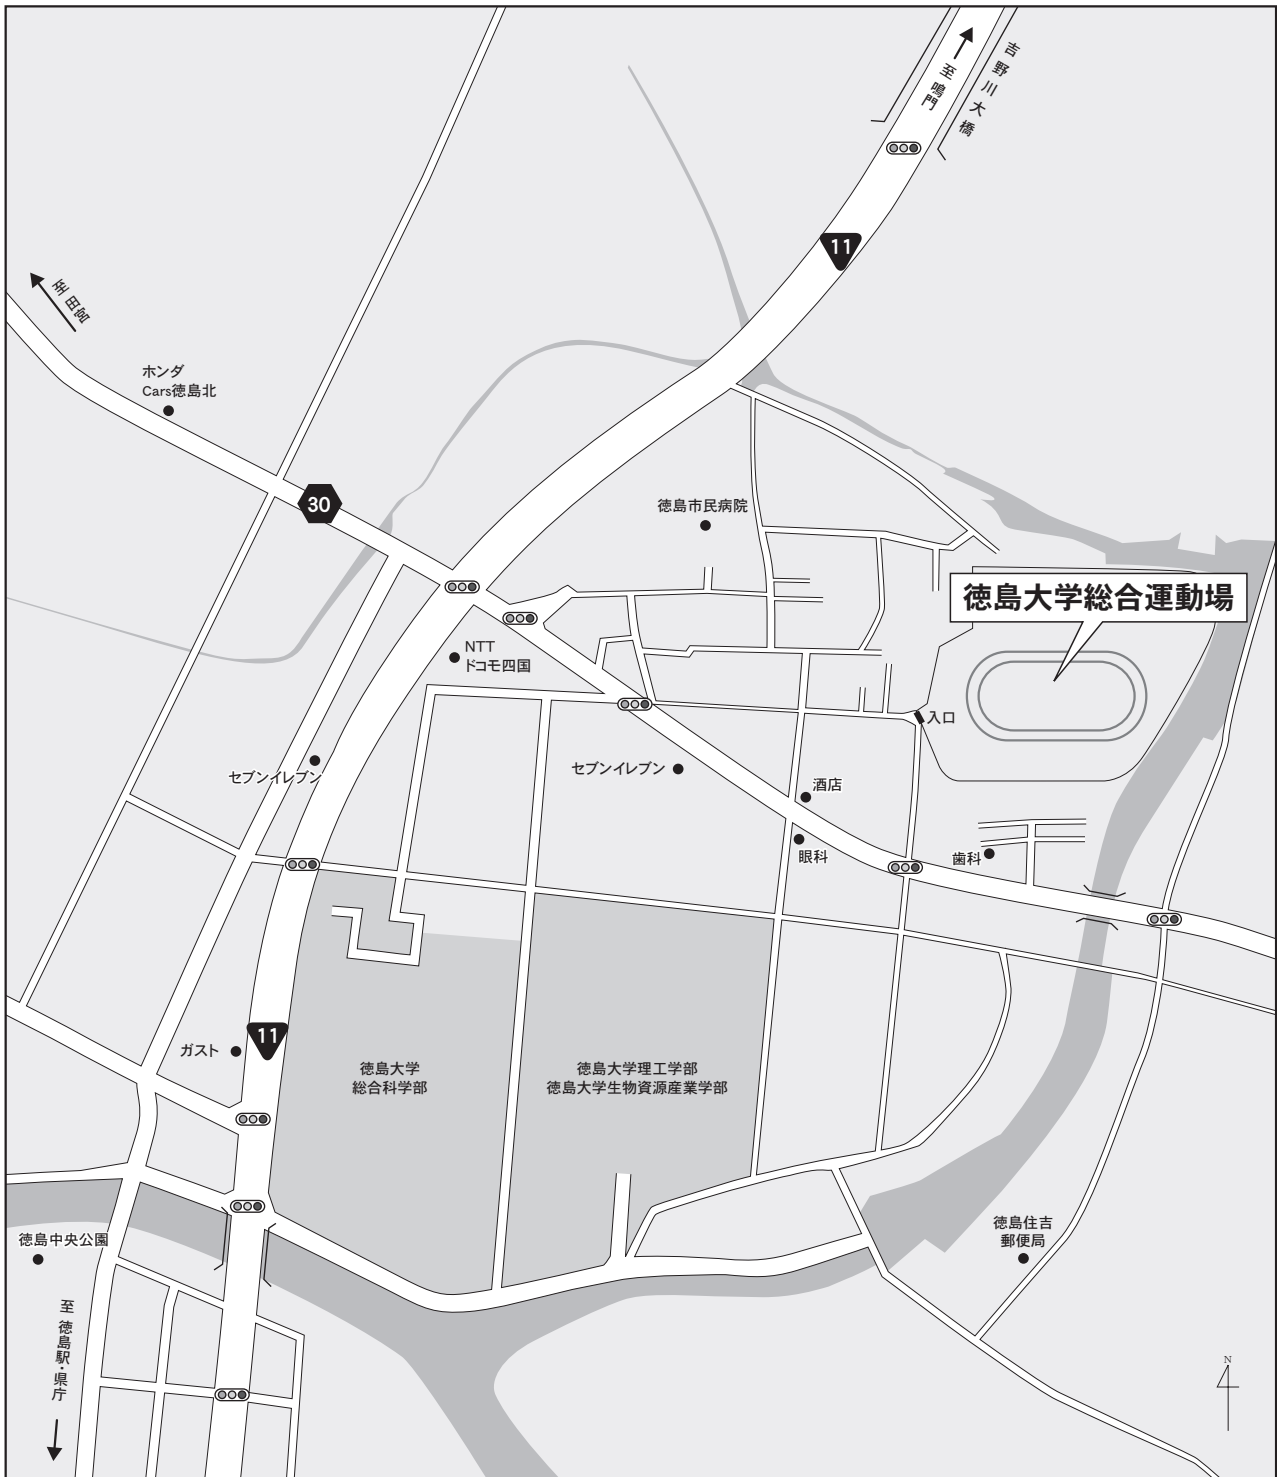 吉野川大橋
至 鳴門
11
至 田宮
ホンダ
Cars徳島北
30
徳島市民病院
徳島大学総合運動場
NTT
ドコモ四国
入口
セブンイレブン
セブンイレブン
酒店
眼科
歯科
11
ガスト
徳島大学
総合科学部
徳島大学理工学部
徳島大学生物資源産業学部
徳島中央公園
徳島住吉
郵便局
至 徳島駅・県庁
N